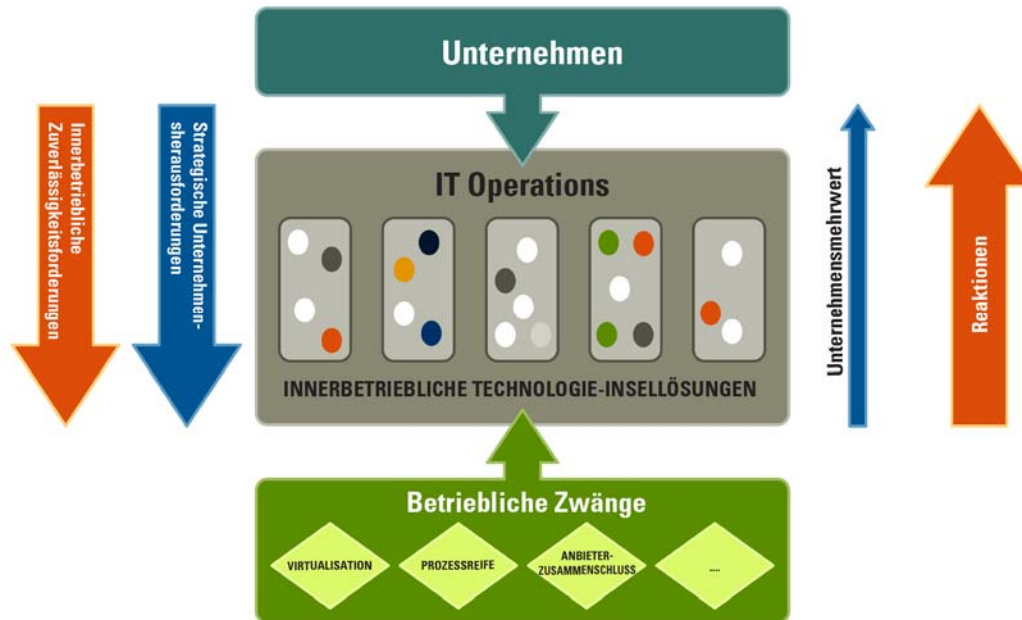 Unternehmen
Innerbetriebliche
Zuverlässigkeitsforderungen
Strategische Unternehmen-
sherausforderungen
IT Operations
INNERBETRIEBLICHE TECHNOLOGIE-INSELLÖSUNGEN
Unternehmensmehrwert
Reaktionen
Betriebliche Zwänge
VIRTUALISATION
PROZESSREIFE
ANBIETER-
ZUSAMMENSCHLUSS
....